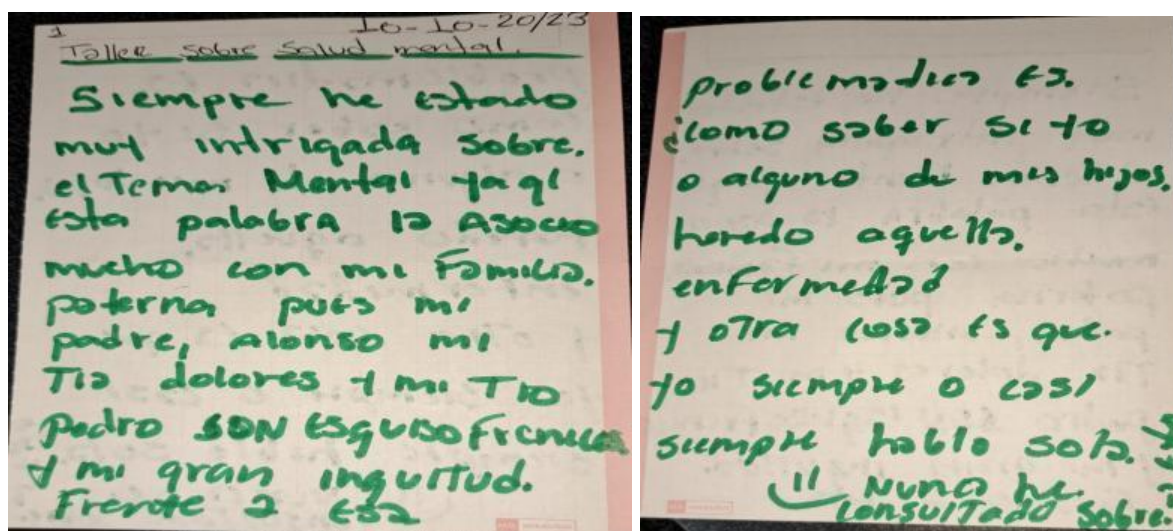 1
10-10-20/23
Taller sobre salud mental.
Siempre he estado
muy intrigada sobre.
el Tema Mental ya q'
Esta palabra la Asocio
mucho con mi Familia.
paterna pues mi
padre, alonso mi
Tia dolores y mi Tio
pedro SON EsquisoFrenicos
y mi gran inquitud.
Frente a Esa
problematica Es.
¿como saber si yo
o alguno de mis hijos,
heredo aquella.
enfermedad
y otra cosa Es que.
yo siempre o casi
siempre hablo sola.
Nunca he.
consultado sobre